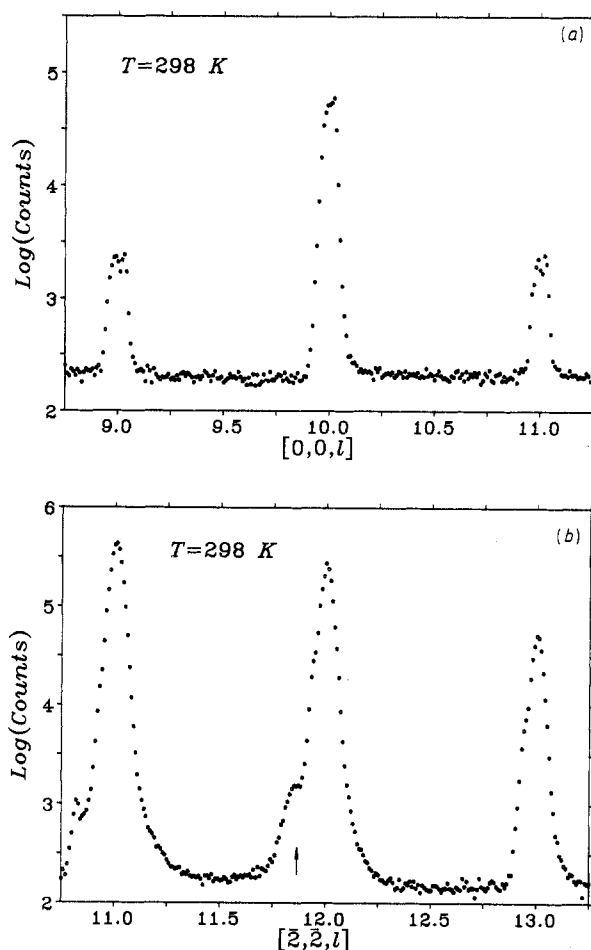 (a)
T=298 K
5
4
3
2
Log(Counts)
9.0 9.5 10.0 10.5 11.0
[0,0,l]
(b)
T=298 K
6
5
4
3
2
Log(Counts)
11.0 11.5 12.0 12.5 13.0
[2̄,2̄,l]